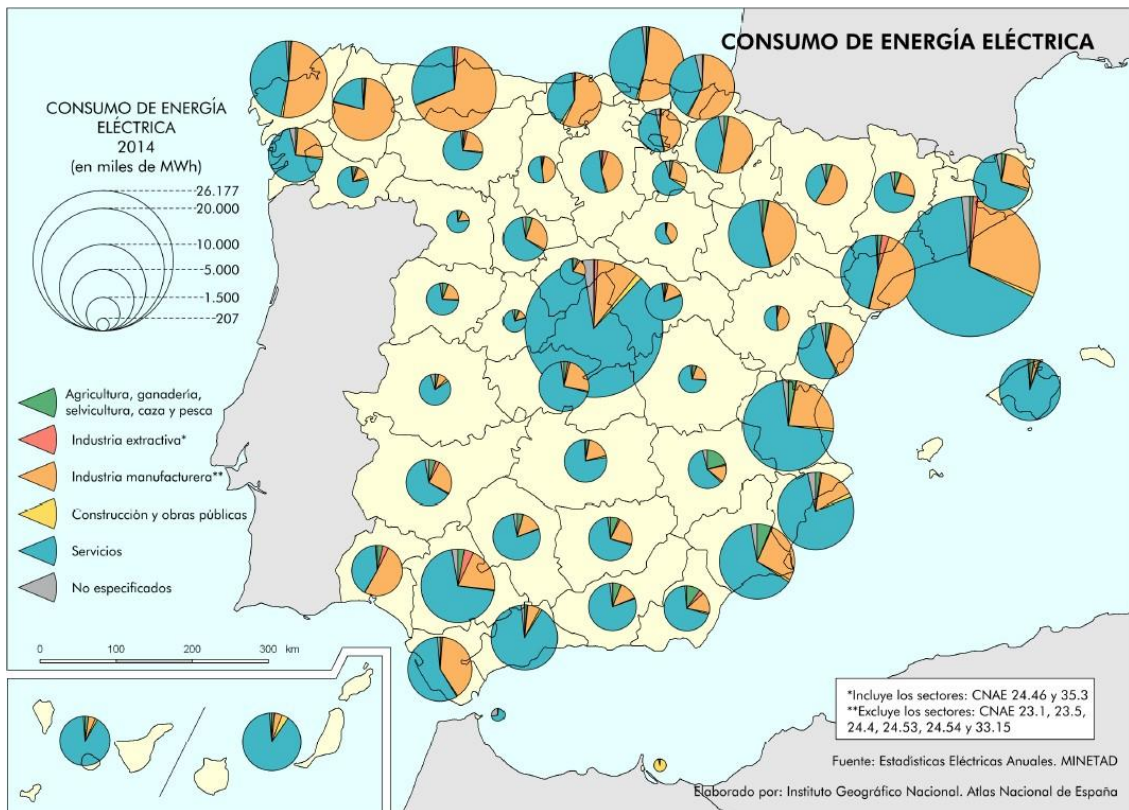 CONSUMO DE ENERGÍA ELÉCTRICA
CONSUMO DE ENERGÍA
ELÉCTRICA
2014
(en miles de MWh)
26.177
20.000
10.000
5.000
1.500
207
Agricultura, ganadería,
selvicultura, caza y pesca
Industria extractiva*
Industria manufacturera**
Construcción y obras públicas
Servicios
No especificados
0 100 200 300 km
*Incluye los sectores: CNAE 24.46 y 35.3
**Excluye los sectores: CNAE 23.1, 23.5,
24.4, 24.53, 24.54 y 33.15
Fuente: Estadísticas Eléctricas Anuales. MINETAD
Elaborado por: Instituto Geográfico Nacional. Atlas Nacional de España